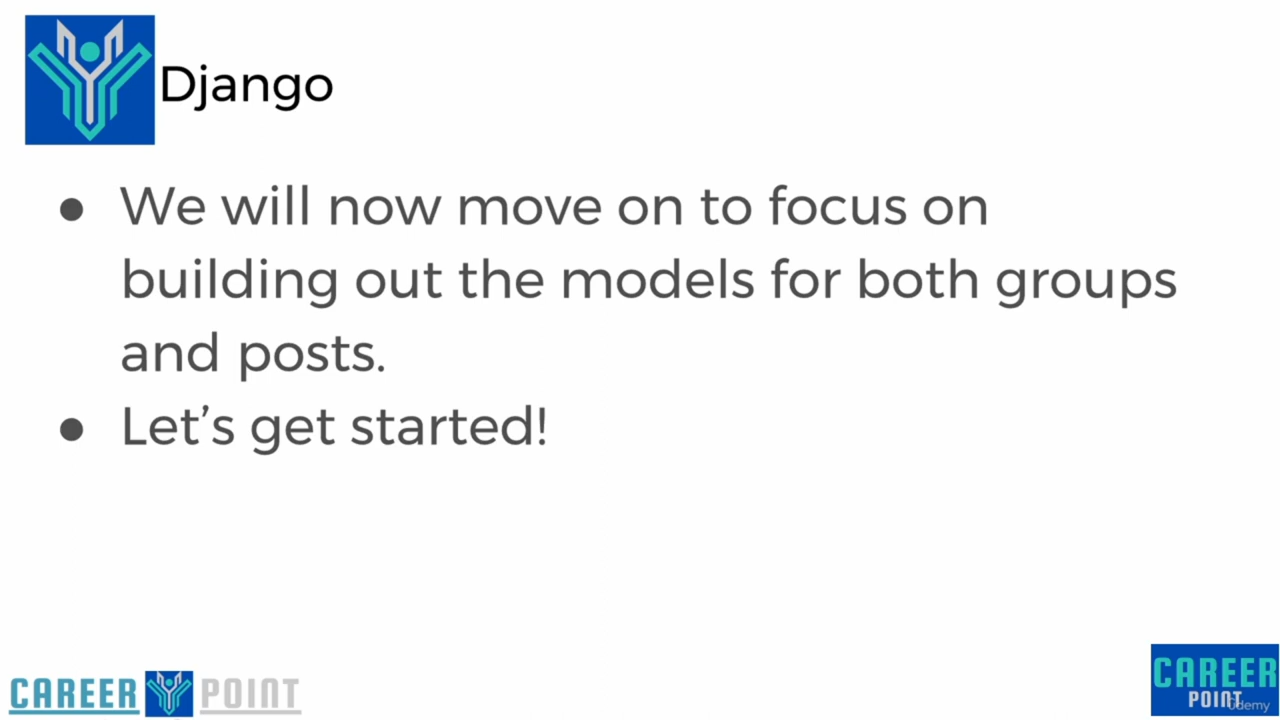 Django
● We will now move on to focus on
building out the models for both groups
and posts.
● Let’s get started!
CAREER POINT
CAREER
POINT
ûdemy